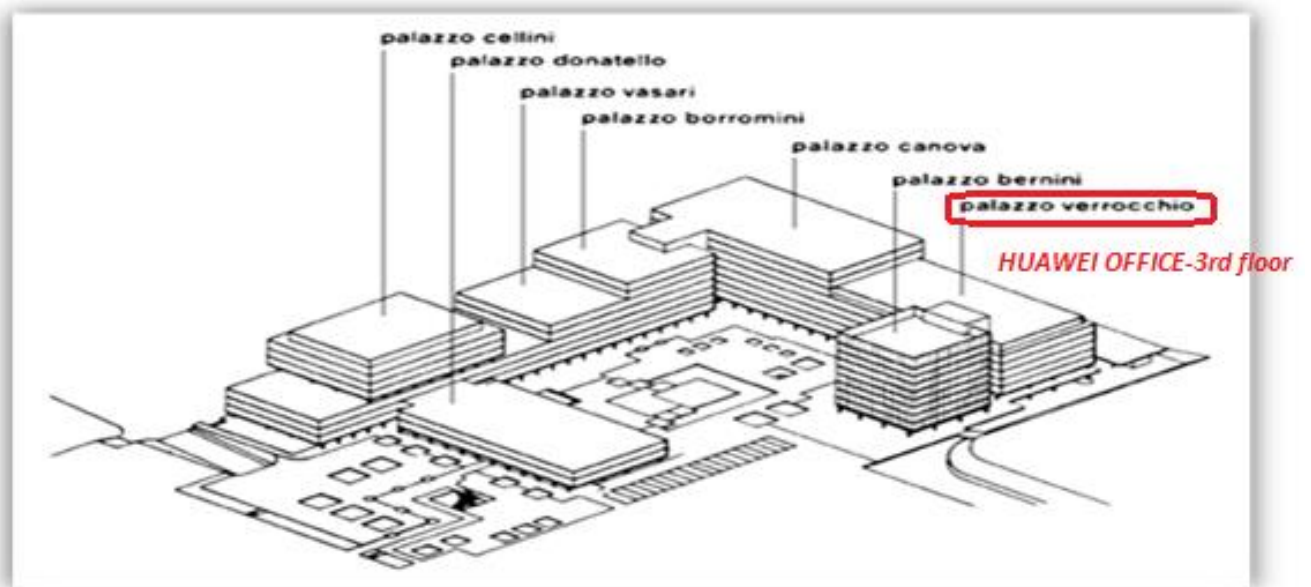 palazzo cellini
palazzo donatello
palazzo vasari
palazzo borromini
palazzo canova
palazzo bernini
palazzo verrocchio
HUAWEI OFFICE-3rd floor